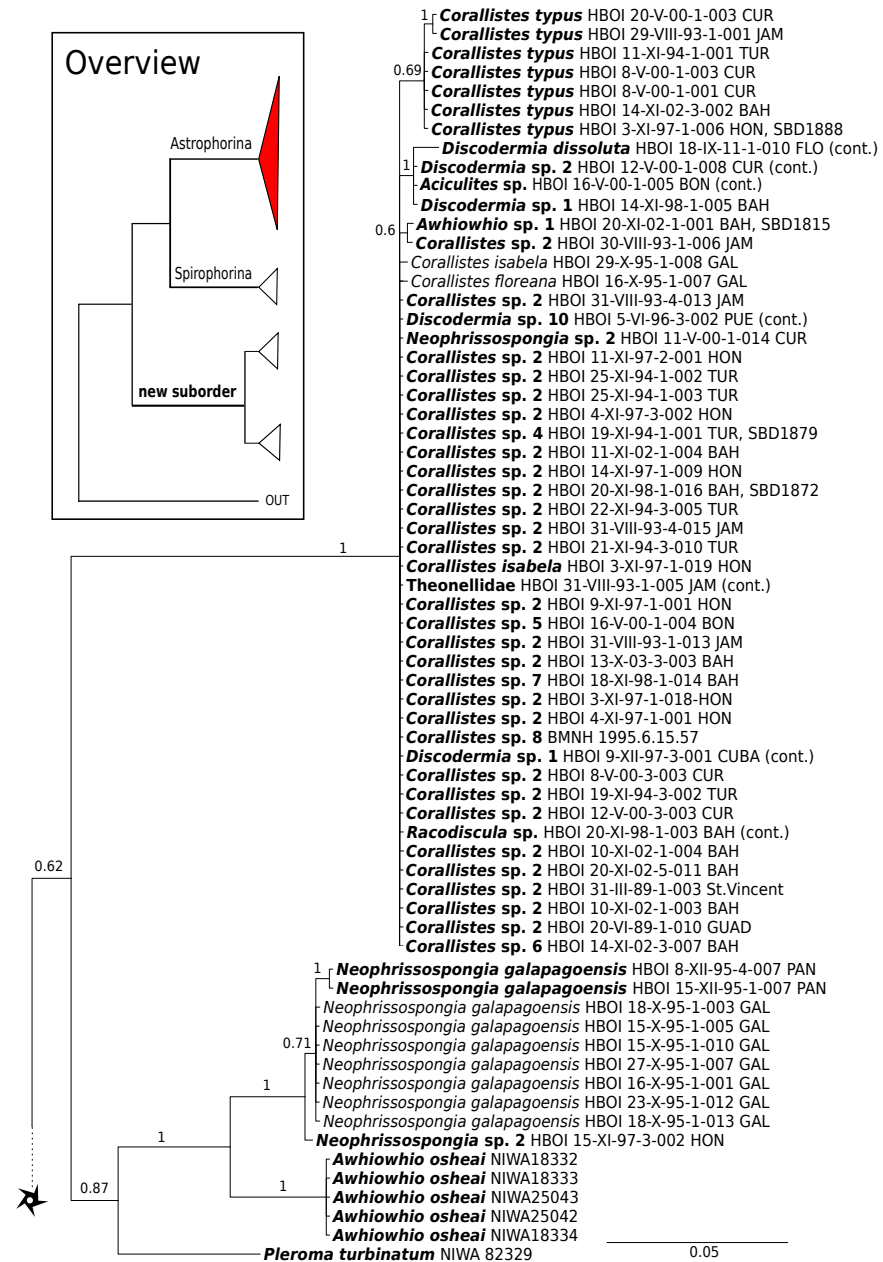 Overview
Astrophorina
Spirophorina
new suborder
OUT
1
Corallistes typus HBOI 20-V-00-1-003 CUR
Corallistes typus HBOI 29-VIII-93-1-001 JAM
Corallistes typus HBOI 11-XI-94-1-001 TUR
0.69
Corallistes typus HBOI 8-V-00-1-003 CUR
Corallistes typus HBOI 8-V-00-1-001 CUR
Corallistes typus HBOI 14-XI-02-3-002 BAH
Corallistes typus HBOI 3-XI-97-1-006 HON, SBD1888
Discodermia dissoluta HBOI 18-IX-11-1-010 FLO (cont.)
1
Discodermia sp. 2 HBOI 12-V-00-1-008 CUR (cont.)
Aciculites sp. HBOI 16-V-00-1-005 BON (cont.)
Discodermia sp. 1 HBOI 14-XI-98-1-005 BAH
0.6
Awhiowhio sp. 1 HBOI 20-XI-02-1-001 BAH, SBD1815
Corallistes sp. 2 HBOI 30-VIII-93-1-006 JAM
Corallistes isabela HBOI 29-X-95-1-008 GAL
Corallistes floreana HBOI 16-X-95-1-007 GAL
Corallistes sp. 2 HBOI 31-VIII-93-4-013 JAM
Discodermia sp. 10 HBOI 5-VI-96-3-002 PUE (cont.)
Neophrissospongia sp. 2 HBOI 11-V-00-1-014 CUR
Corallistes sp. 2 HBOI 11-XI-97-2-001 HON
Corallistes sp. 2 HBOI 25-XI-94-1-002 TUR
Corallistes sp. 2 HBOI 25-XI-94-1-003 TUR
Corallistes sp. 2 HBOI 4-XI-97-3-002 HON
Corallistes sp. 4 HBOI 19-XI-94-1-001 TUR, SBD1879
Corallistes sp. 2 HBOI 11-XI-02-1-004 BAH
Corallistes sp. 2 HBOI 14-XI-97-1-009 HON
Corallistes sp. 2 HBOI 20-XI-98-1-016 BAH, SBD1872
Corallistes sp. 2 HBOI 22-XI-94-3-005 TUR
Corallistes sp. 2 HBOI 31-VIII-93-4-015 JAM
Corallistes sp. 2 HBOI 21-XI-94-3-010 TUR
1
Corallistes isabela HBOI 3-XI-97-1-019 HON
Theonellidae HBOI 31-VIII-93-1-005 JAM (cont.)
Corallistes sp. 2 HBOI 9-XI-97-1-001 HON
Corallistes sp. 5 HBOI 16-V-00-1-004 BON
Corallistes sp. 2 HBOI 31-VIII-93-1-013 JAM
Corallistes sp. 2 HBOI 13-X-03-3-003 BAH
Corallistes sp. 7 HBOI 18-XI-98-1-014 BAH
Corallistes sp. 2 HBOI 3-XI-97-1-018-HON
Corallistes sp. 2 HBOI 4-XI-97-1-001 HON
Corallistes sp. 8 BMNH 1995.6.15.57
Discodermia sp. 1 HBOI 9-XII-97-3-001 CUBA (cont.)
Corallistes sp. 2 HBOI 8-V-00-3-003 CUR
Corallistes sp. 2 HBOI 19-XI-94-3-002 TUR
Corallistes sp. 2 HBOI 12-V-00-3-003 CUR
Racodiscula sp. HBOI 20-XI-98-1-003 BAH (cont.)
Corallistes sp. 2 HBOI 10-XI-02-1-004 BAH
0.62
Corallistes sp. 2 HBOI 20-XI-02-5-011 BAH
Corallistes sp. 2 HBOI 31-III-89-1-003 St.Vincent
Corallistes sp. 2 HBOI 10-XI-02-1-003 BAH
Corallistes sp. 2 HBOI 20-VI-89-1-010 GUAD
Corallistes sp. 6 HBOI 14-XI-02-3-007 BAH
1
Neophrissospongia galapagoensis HBOI 8-XII-95-4-007 PAN
Neophrissospongia galapagoensis HBOI 15-XII-95-1-007 PAN
Neophrissospongia galapagoensis HBOI 18-X-95-1-003 GAL
Neophrissospongia galapagoensis HBOI 15-X-95-1-005 GAL
0.71
Neophrissospongia galapagoensis HBOI 15-X-95-1-010 GAL
Neophrissospongia galapagoensis HBOI 27-X-95-1-007 GAL
1
Neophrissospongia galapagoensis HBOI 16-X-95-1-001 GAL
Neophrissospongia galapagoensis HBOI 23-X-95-1-012 GAL
Neophrissospongia galapagoensis HBOI 18-X-95-1-013 GAL
1
Neophrissospongia sp. 2 HBOI 15-XI-97-3-002 HON
Awhiowhio osheai NIWA18332
Awhiowhio osheai NIWA18333
0.87
1
Awhiowhio osheai NIWA25043
Awhiowhio osheai NIWA25042
Awhiowhio osheai NIWA18334
Pleroma turbinatum NIWA 82329
0.05